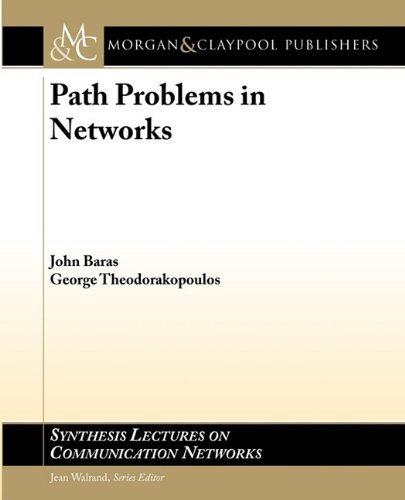 M
&C
MORGAN&CLAYPOOL PUBLISHERS
Path Problems in
Networks
John Baras
George Theodorakopoulos
SYNTHESIS LECTURES ON
COMMUNICATION NETWORKS
Jean Walrand, Series Editor